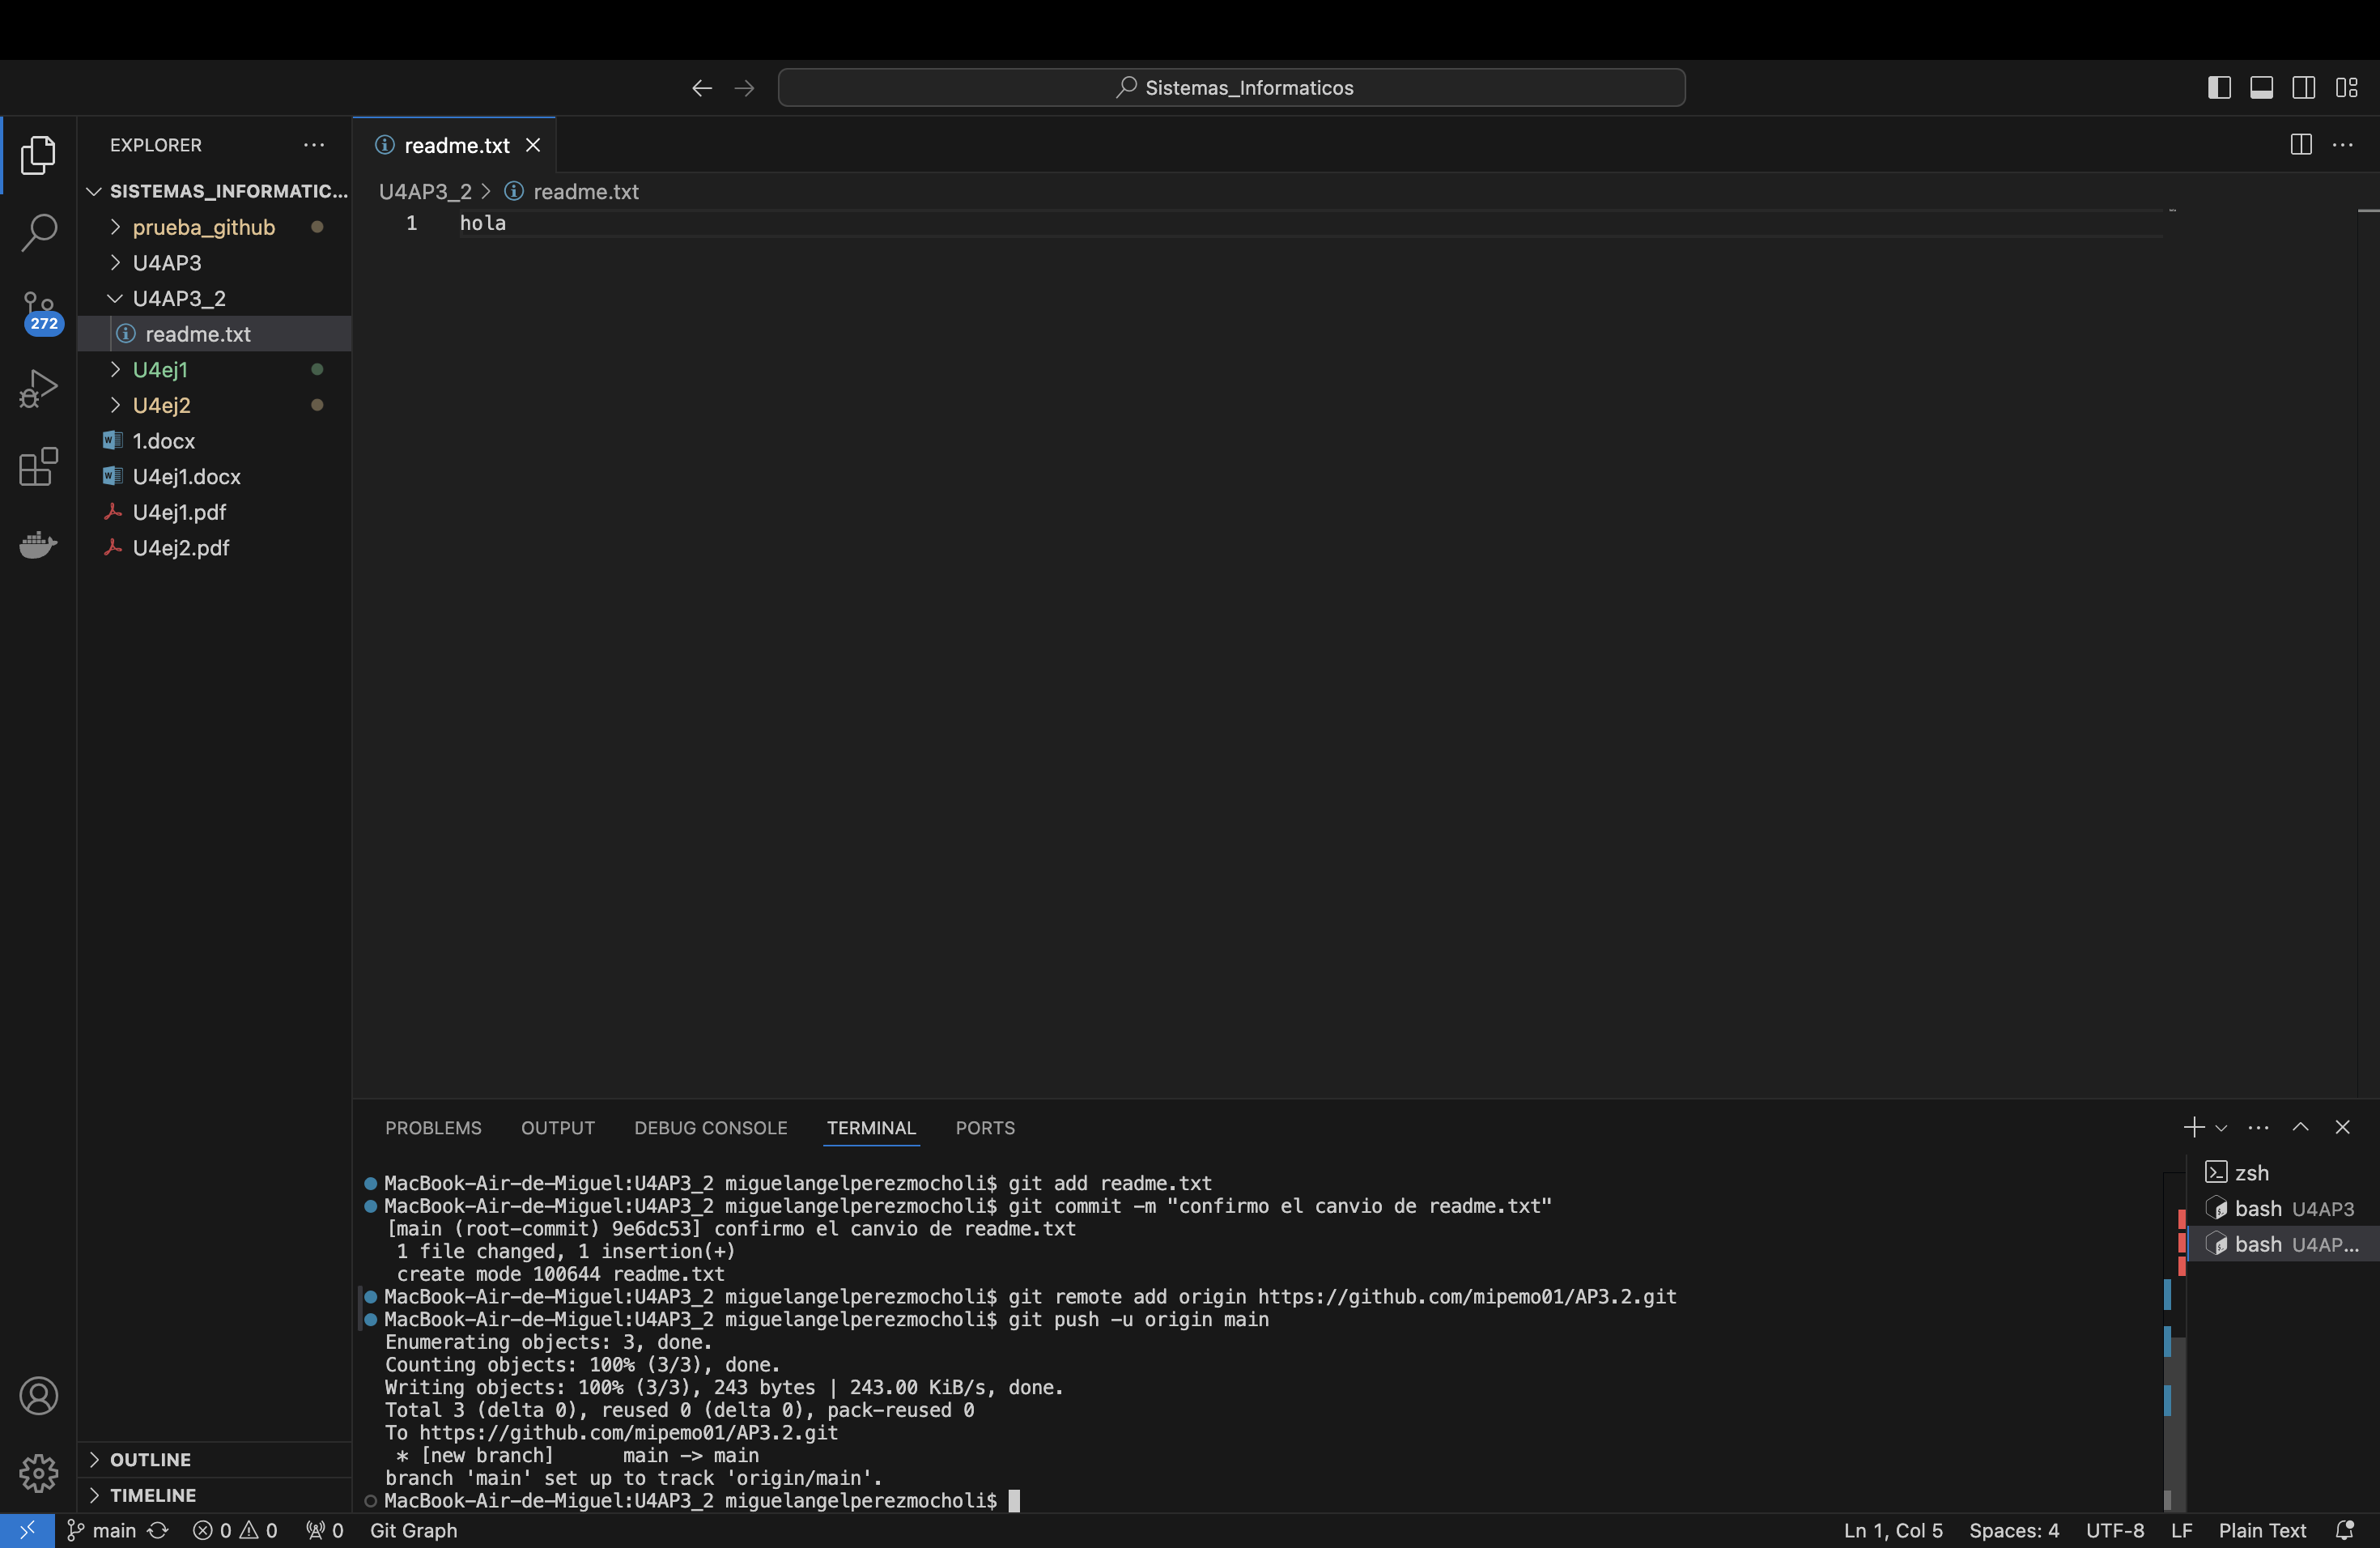 Sistemas_Informaticos
EXPLORER
SISTEMAS_INFORMATIC...
prueba_github
U4AP3
U4AP3_2
readme.txt
U4ej1
U4ej2
1.docx
U4ej1.docx
U4ej1.pdf
U4ej2.pdf
OUTLINE
TIMELINE
272
readme.txt
U4AP3_2 > readme.txt
1 hola
PROBLEMS OUTPUT DEBUG CONSOLE TERMINAL PORTS
MacBook-Air-de-Miguel:U4AP3_2 miguelangelperezmocholi$ git add readme.txt
MacBook-Air-de-Miguel:U4AP3_2 miguelangelperezmocholi$ git commit -m "confirmo el canvio de readme.txt"
[main (root-commit) 9e6dc53] confirmo el canvio de readme.txt
1 file changed, 1 insertion(+)
create mode 100644 readme.txt
MacBook-Air-de-Miguel:U4AP3_2 miguelangelperezmocholi$ git remote add origin https://github.com/mipemo01/AP3.2.git
MacBook-Air-de-Miguel:U4AP3_2 miguelangelperezmocholi$ git push -u origin main
Enumerating objects: 3, done.
Counting objects: 100% (3/3), done.
Writing objects: 100% (3/3), 243 bytes | 243.00 KiB/s, done.
Total 3 (delta 0), reused 0 (delta 0), pack-reused 0
To https://github.com/mipemo01/AP3.2.git
* [new branch]      main -> main
branch 'main' set up to track 'origin/main'.
MacBook-Air-de-Miguel:U4AP3_2 miguelangelperezmocholi$
zsh
bash U4AP3
bash U4AP...
main 0 0 0 Git Graph Ln 1, Col 5 Spaces: 4 UTF-8 LF Plain Text